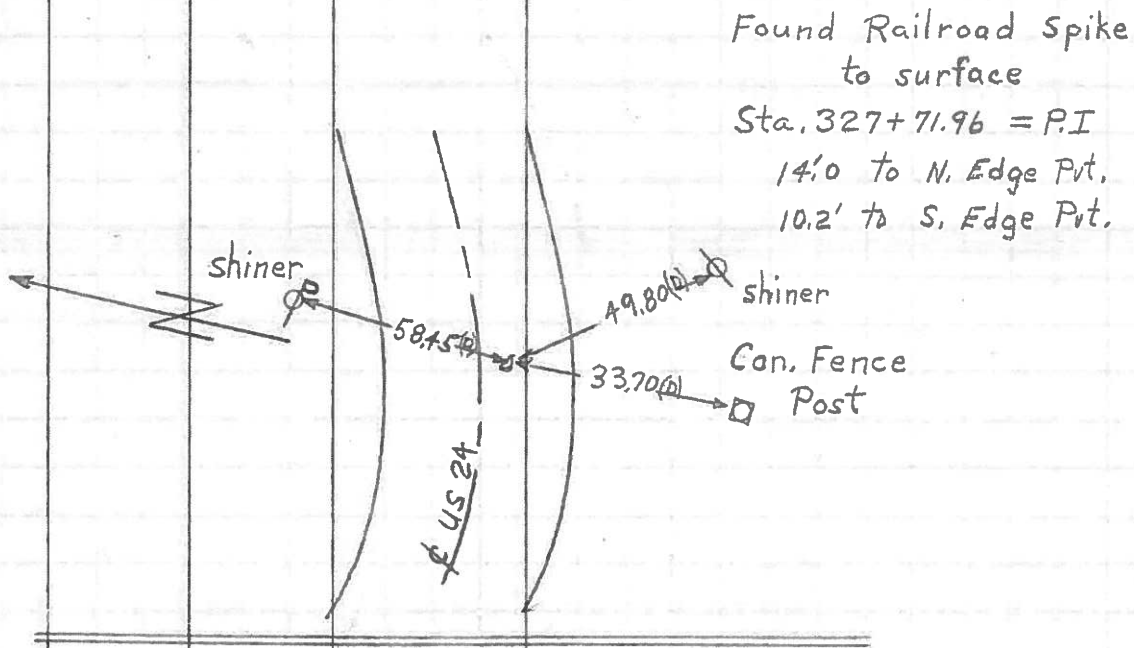 Found Railroad Spike
to surface
Sta. 327+71.96 = P.I
14.'0 to N. Edge Pvt.
10.2' to S. Edge Pvt.
shiner
N
58.45(D)
49.80(D)
shiner
33.70(D)
Con. Fence
Post
℄ US 24